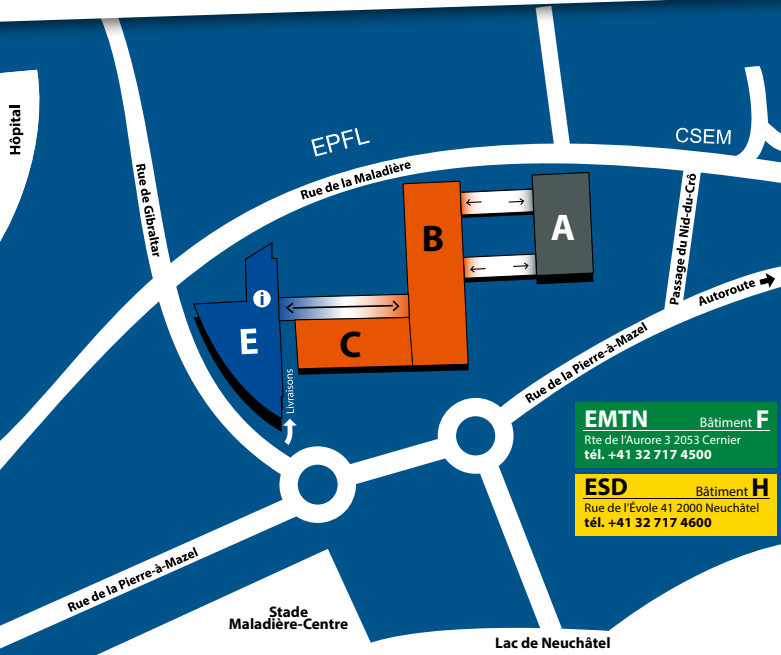 Hôpital
EPFL
CSEM
Rue de la Maladière
Rue de Gibraltar
Passage du Nid-du-Crô
A
B
i
E
C
Autoroute
Livraisons
Rue de la Pierre-à-Mazel
EMTN Bâtiment F
Rte de l'Aurore 3 2053 Cernier
tél. +41 32 717 4500
ESD Bâtiment H
Rue de l'Évole 41 2000 Neuchâtel
tél. +41 32 717 4600
Rue de la Pierre-à-Mazel
Stade
Maladière-Centre
Lac de Neuchâtel